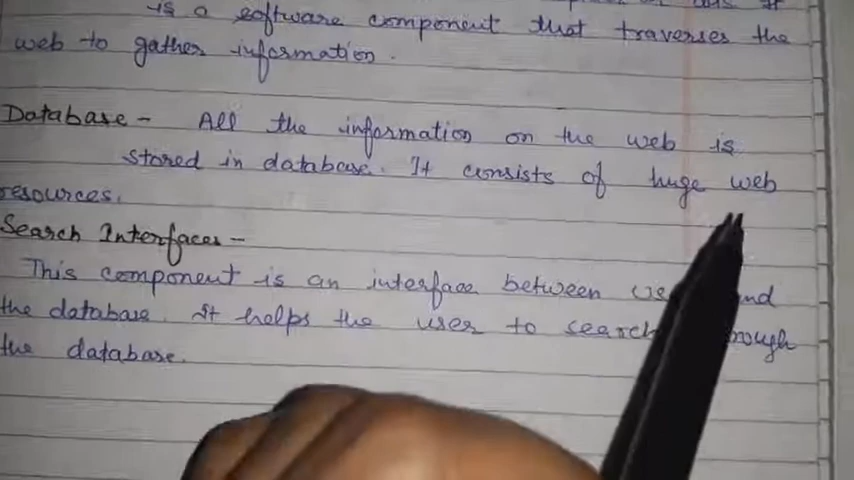 is a software component that traverses the
web to gather information.
Database - All the information on the web is
stored in database. It consists of huge web
resources.
Search Interfaces -
This component is an interface between
the database. It helps the user to search through
the database.